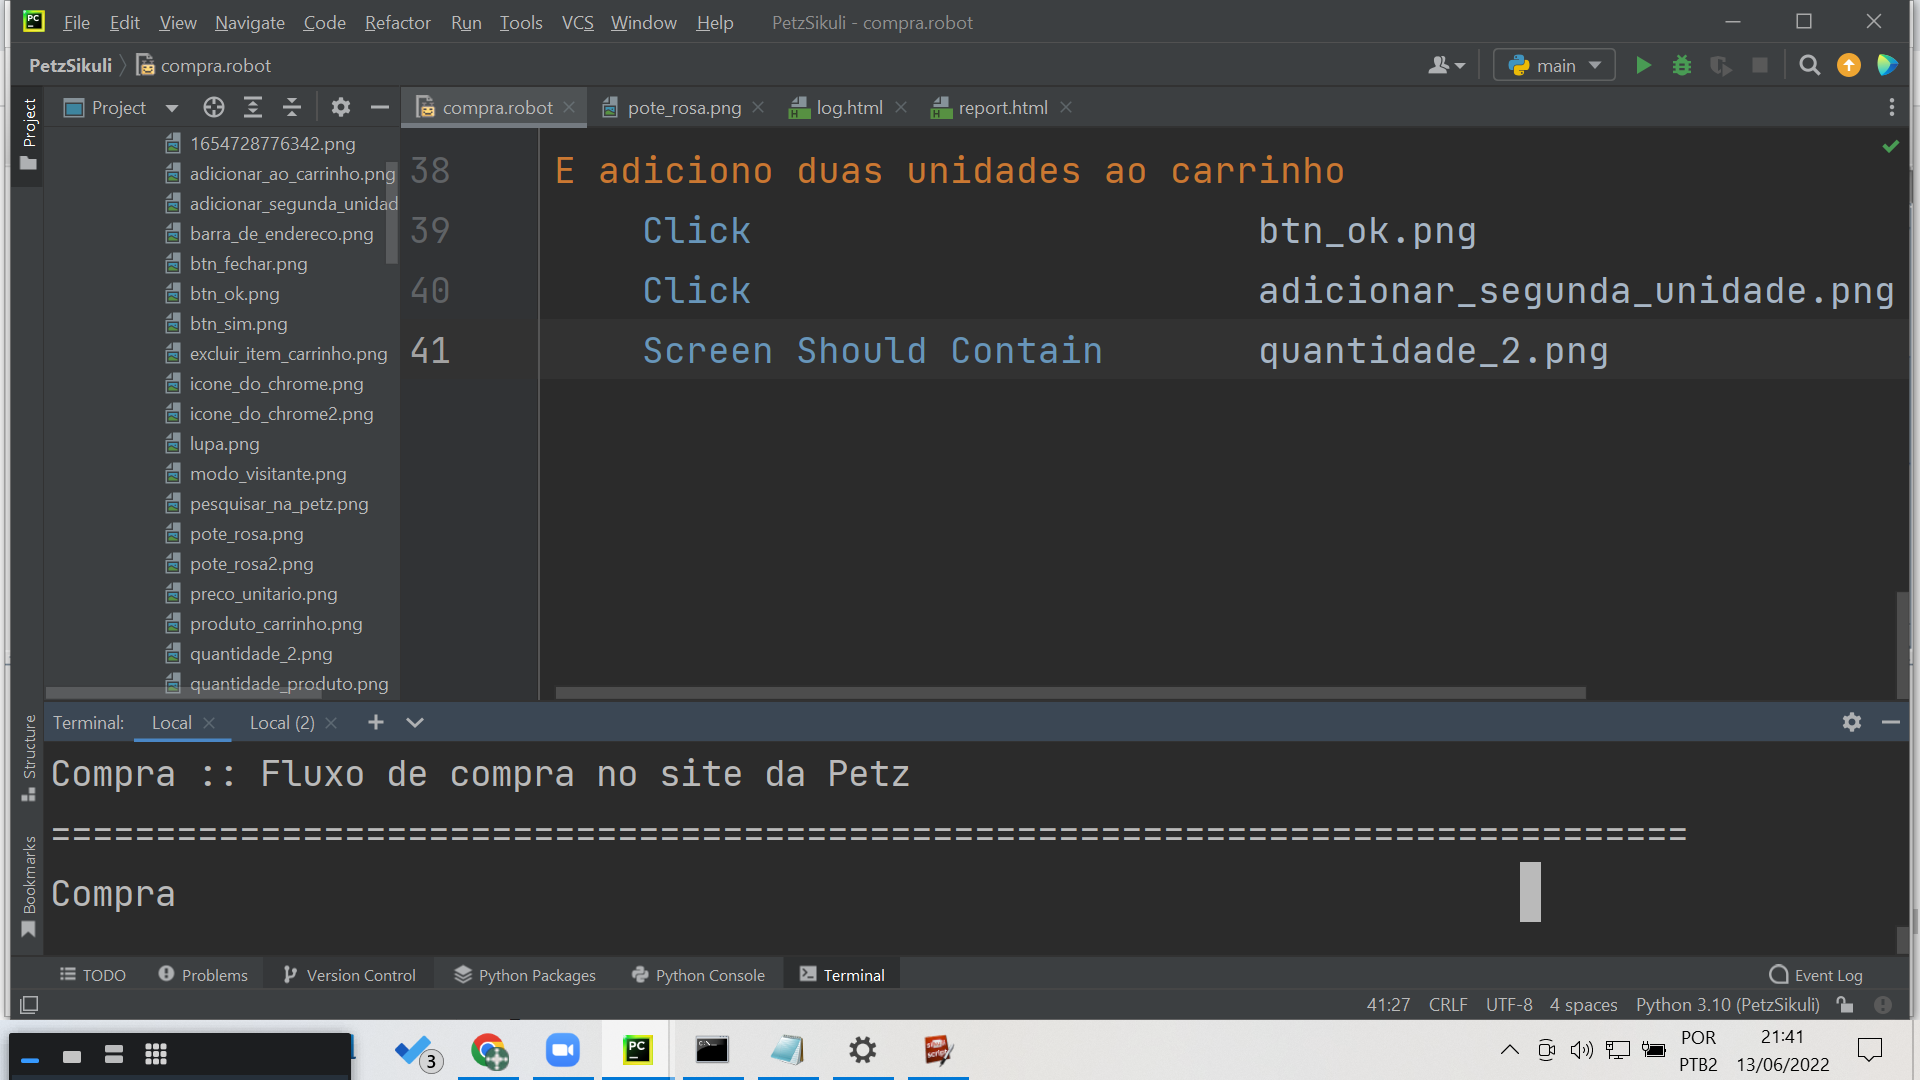 PC File Edit View Navigate Code Refactor Run Tools VCS Window Help PetzSikuli - compra.robot
PetzSikuli compra.robot main
Project compra.robot pote_rosa.png log.html report.html
Project
1654728776342.png
adicionar_ao_carrinho.png
adicionar_segunda_unidad
barra_de_endereco.png
btn_fechar.png
btn_ok.png
btn_sim.png
excluir_item_carrinho.png
icone_do_chrome.png
icone_do_chrome2.png
lupa.png
modo_visitante.png
pesquisar_na_petz.png
pote_rosa.png
pote_rosa2.png
preco_unitario.png
produto_carrinho.png
quantidade_2.png
quantidade_produto.png
38 E adiciono duas unidades ao carrinho
39 Click btn_ok.png
40 Click adicionar_segunda_unidade.png
41 Screen Should Contain quantidade_2.png
Structure
Bookmarks
Terminal: Local Local (2)
Compra :: Fluxo de compra no site da Petz
==============================================================================
Compra
TODO Problems Version Control Python Packages Python Console Terminal Event Log
41:27 CRLF UTF-8 4 spaces Python 3.10 (PetzSikuli)
3 PC POR 21:41
PTB2 13/06/2022